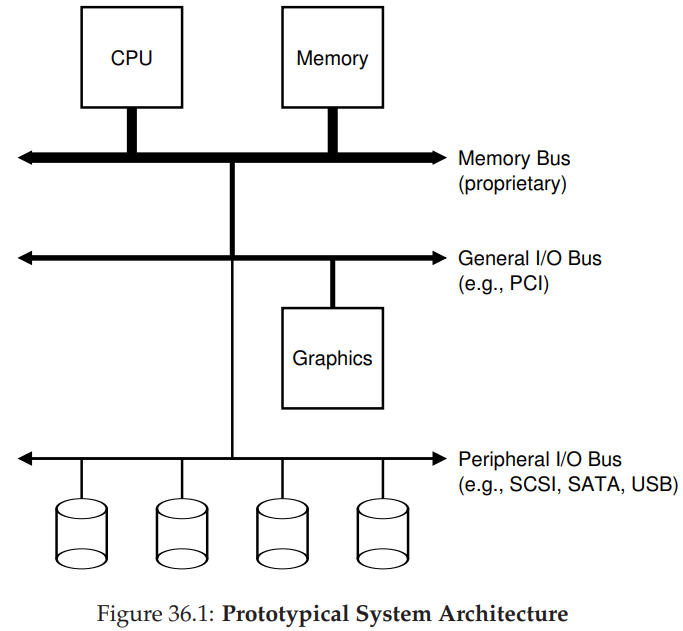 CPU
Memory
Memory Bus
(proprietary)
General I/O Bus
(e.g., PCI)
Graphics
Peripheral I/O Bus
(e.g., SCSI, SATA, USB)
Figure 36.1: Prototypical System Architecture